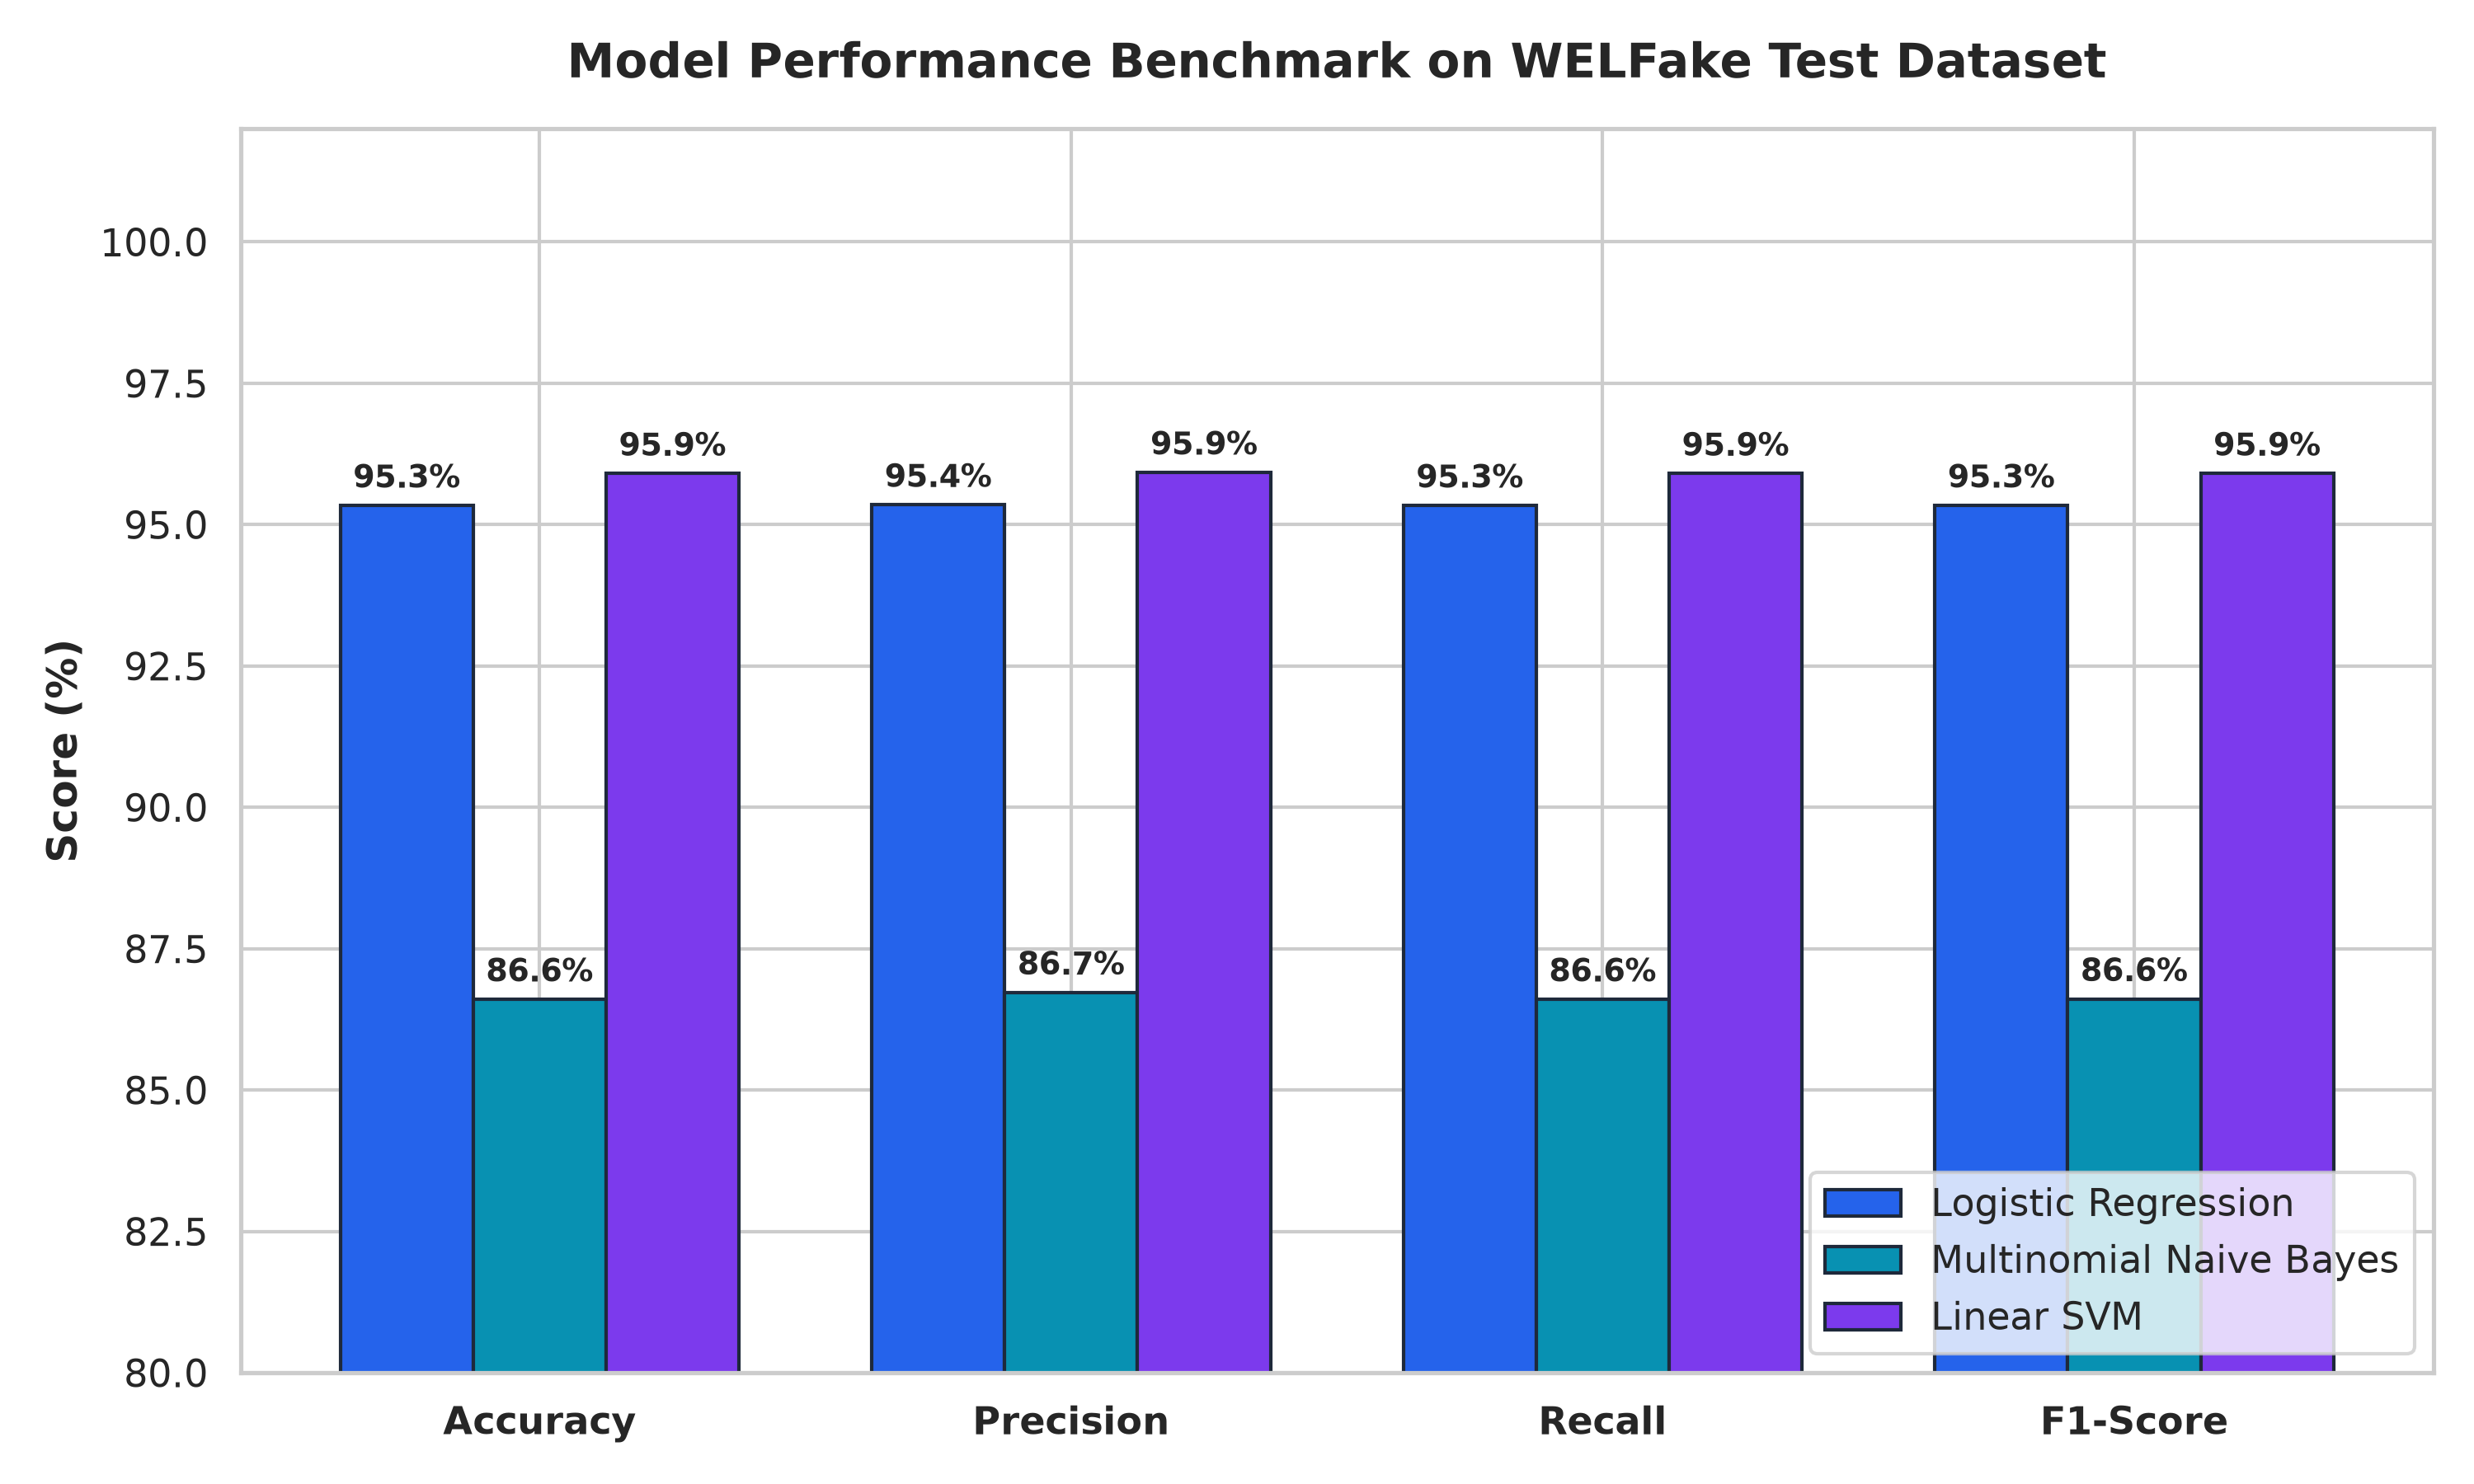 Model Performance Benchmark on WELFake Test Dataset
Score (%)
100.0
97.5
95.0
92.5
90.0
87.5
85.0
82.5
80.0
95.3%
86.6%
95.9%
95.4%
86.7%
95.9%
95.3%
86.6%
95.9%
95.3%
86.6%
95.9%
Logistic Regression
Multinomial Naive Bayes
Linear SVM
Accuracy
Precision
Recall
F1-Score